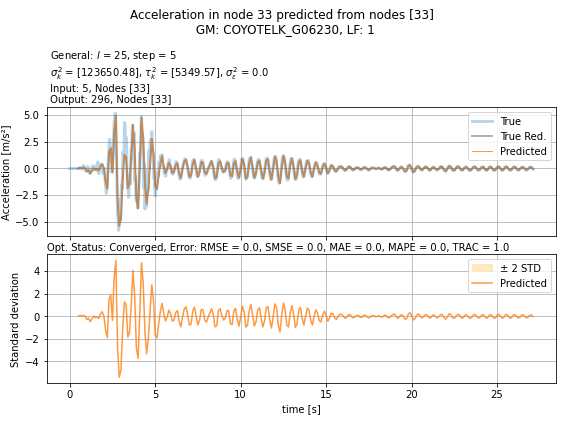 Acceleration in node 33 predicted from nodes [33]
GM: COYOTELK_G06230, LF: 1
General: l = 25, step = 5
σ²ₖ = [123650.48], τ²ₖ = [5349.57], σ²ₑ = 0.0
Input: 5, Nodes [33]
Output: 296, Nodes [33]
Acceleration [m/s²]
5.0
2.5
0.0
−2.5
−5.0
True
True Red.
Predicted
Opt. Status: Converged, Error: RMSE = 0.0, SMSE = 0.0, MAE = 0.0, MAPE = 0.0, TRAC = 1.0
Standard deviation
4
2
0
−2
−4
± 2 STD
Predicted
0 5 10 15 20 25
time [s]